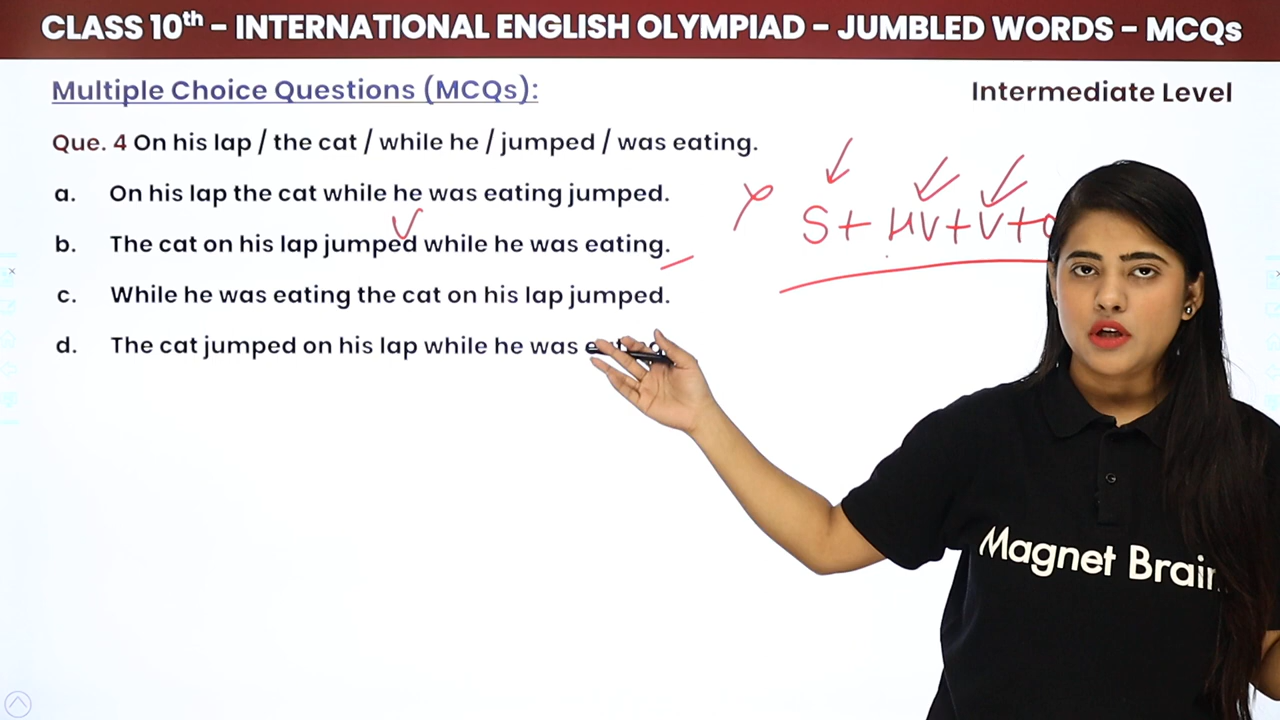 CLASS 10th - INTERNATIONAL ENGLISH OLYMPIAD - JUMBLED WORDS - MCQs
Multiple Choice Questions (MCQs):
Intermediate Level
Que. 4 On his lap / the cat / while he / jumped / was eating.
a. On his lap the cat while he was eating jumped.
V
b. The cat on his lap jumped while he was eating.
c. While he was eating the cat on his lap jumped.
d. The cat jumped on his lap while he was
S + HV + V +
Magnet Brain